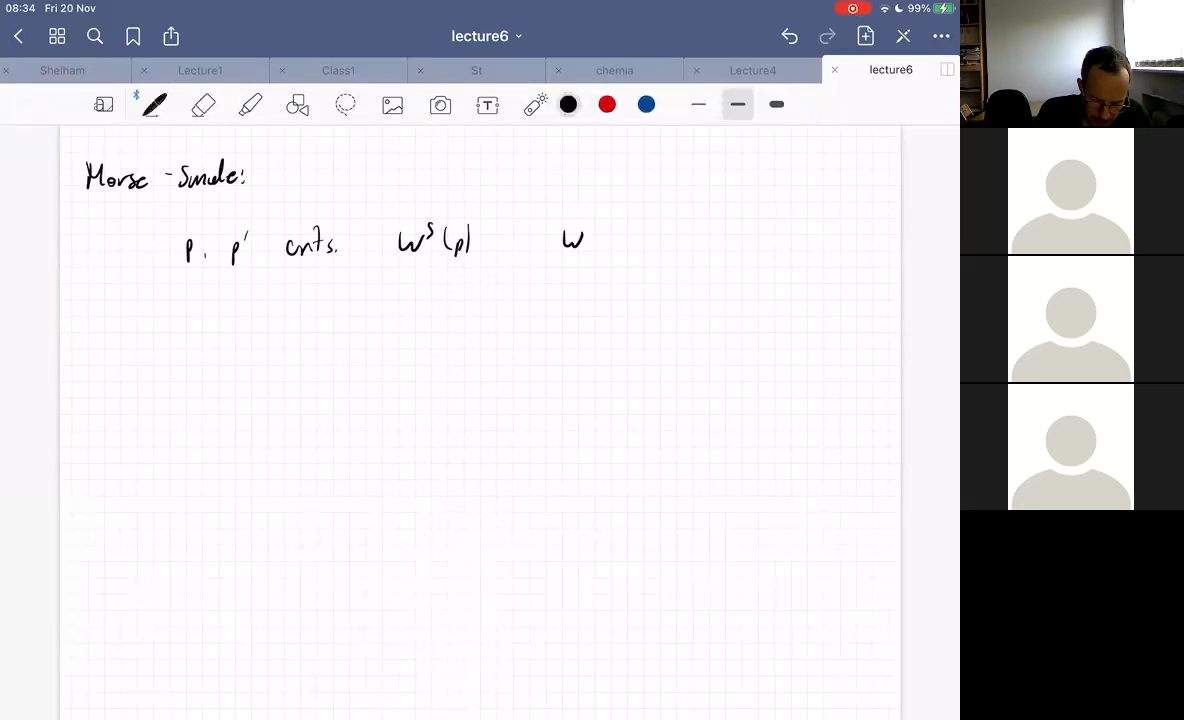 08:34 Fri 20 Nov 99%
lecture6
Sheiham Lecture1 Class1 St chemia Lecture4 lecture6
Morse - Smale:
p, p' crits. W^s(p) W